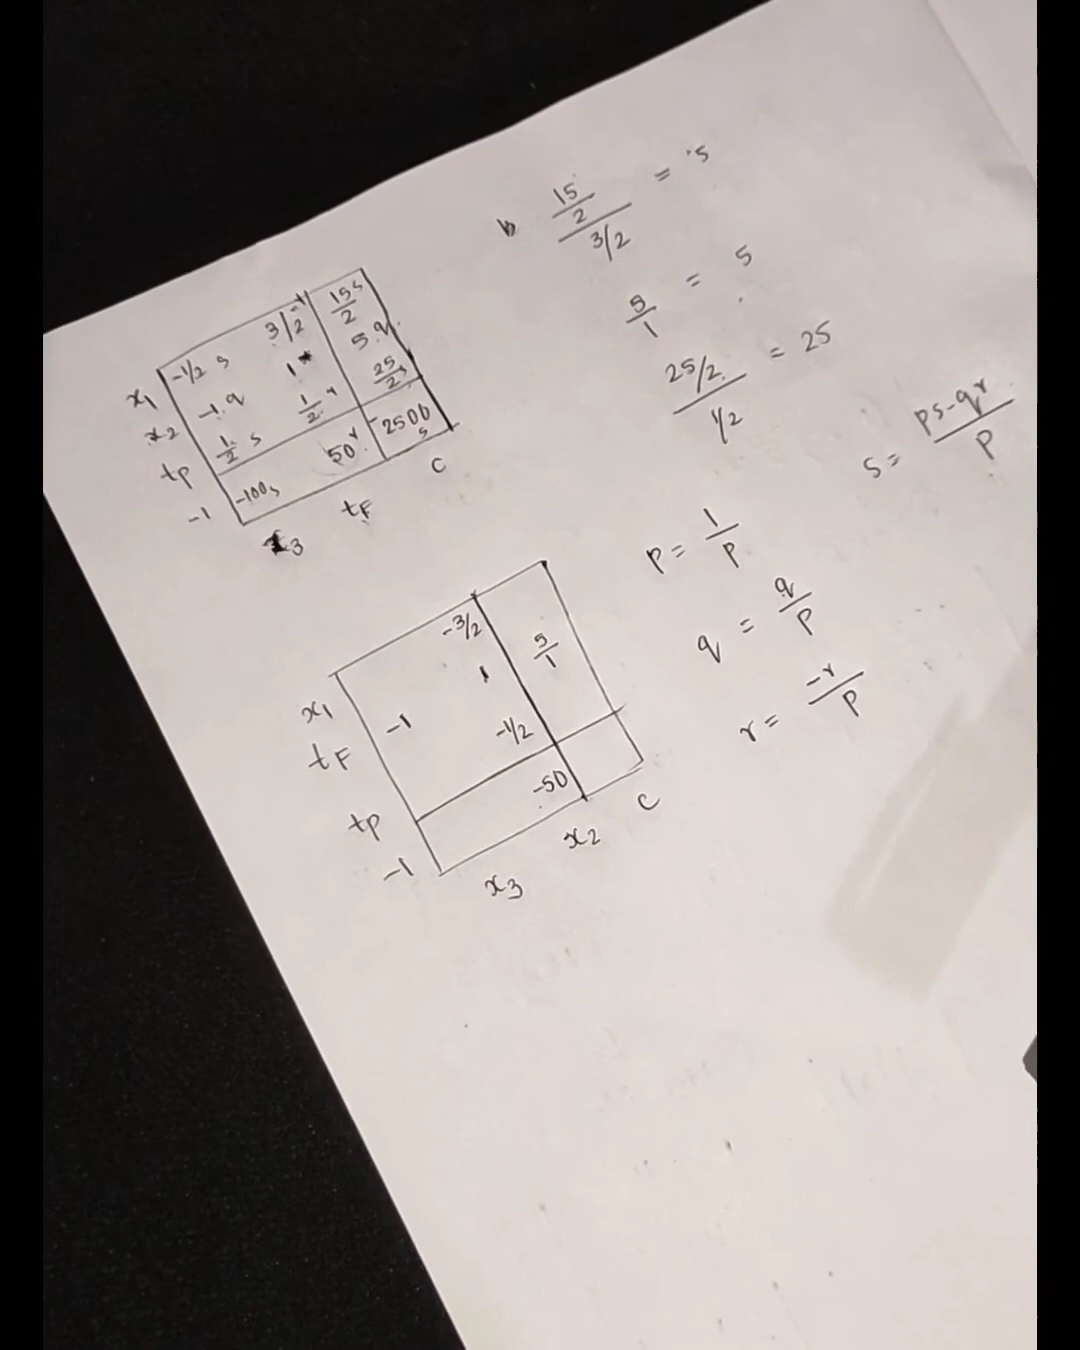 x1 -1/2 s 3/2 -r 15/2 s
x2 -1 q 1* 5 q
tp 1/2 s 1/2 r 25/2 s
-1 -100s 50 r -2500 s
x3 tF C
15/2 / 3/2 = 5
5/1 = 5
25/2 / 1/2 = 25
s = ps-qr / p
p = 1/p
q = q/p
r = -r/p
x1 -3/2
tF -1 1 5/1
tp -1/2
-1 -50
x3 x2 C